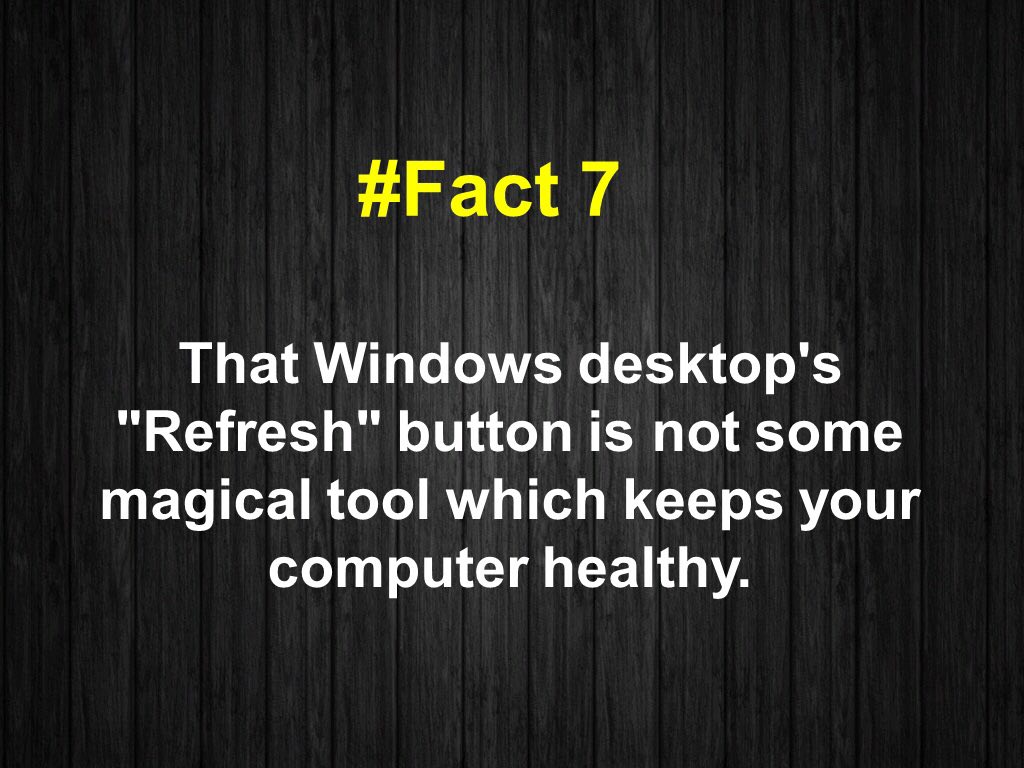 #Fact 7
That Windows desktop's
"Refresh" button is not some
magical tool which keeps your
computer healthy.